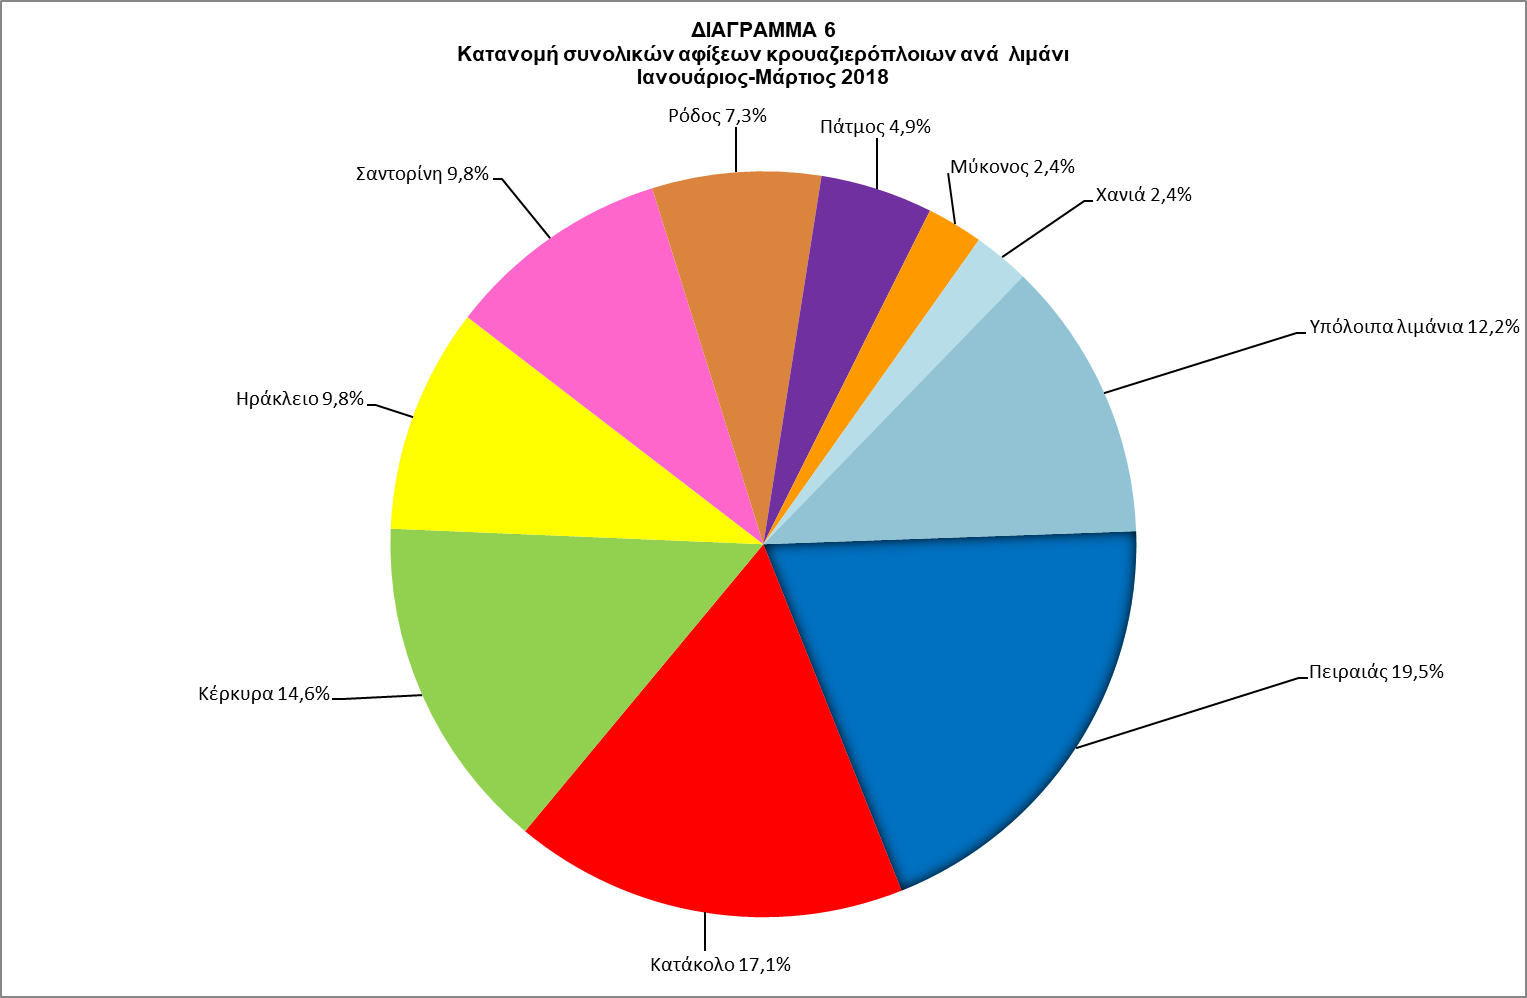 ΔΙΑΓΡΑΜΜΑ 6
Κατανομή συνολικών αφίξεων κρουαζιερόπλοιων ανά  λιμάνι
Ιανουάριος-Μάρτιος 2018
Ρόδος 7,3%
Πάτμος 4,9%
Μύκονος 2,4%
Σαντορίνη 9,8%
Χανιά 2,4%
Υπόλοιπα λιμάνια 12,2%
Ηράκλειο 9,8%
Πειραιάς 19,5%
Κέρκυρα 14,6%
Κατάκολο 17,1%